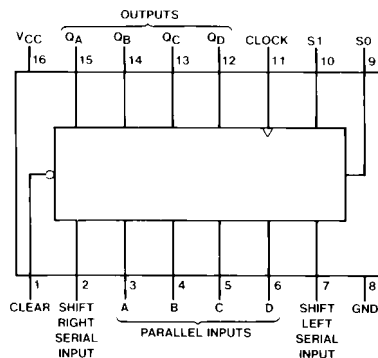 OUTPUTS
VCC QA QB QC QD CLOCK S1 S0
16 15 14 13 12 11 10 9
1 2 3 4 5 6 7 8
CLEAR SHIFT RIGHT SERIAL INPUT A B C D SHIFT LEFT SERIAL INPUT GND
PARALLEL INPUTS